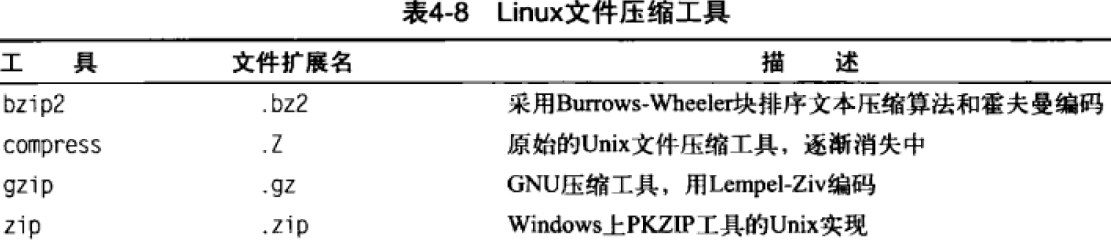 表4-8 Linux文件压缩工具
工 具 文件扩展名 描 述
bzip2 .bz2 采用Burrows-Wheeler块排序文本压缩算法和霍夫曼编码
compress .Z 原始的Unix文件压缩工具，逐渐消失中
gzip .gz GNU压缩工具，用Lempel-Ziv编码
zip .zip Windows上PKZIP工具的Unix实现